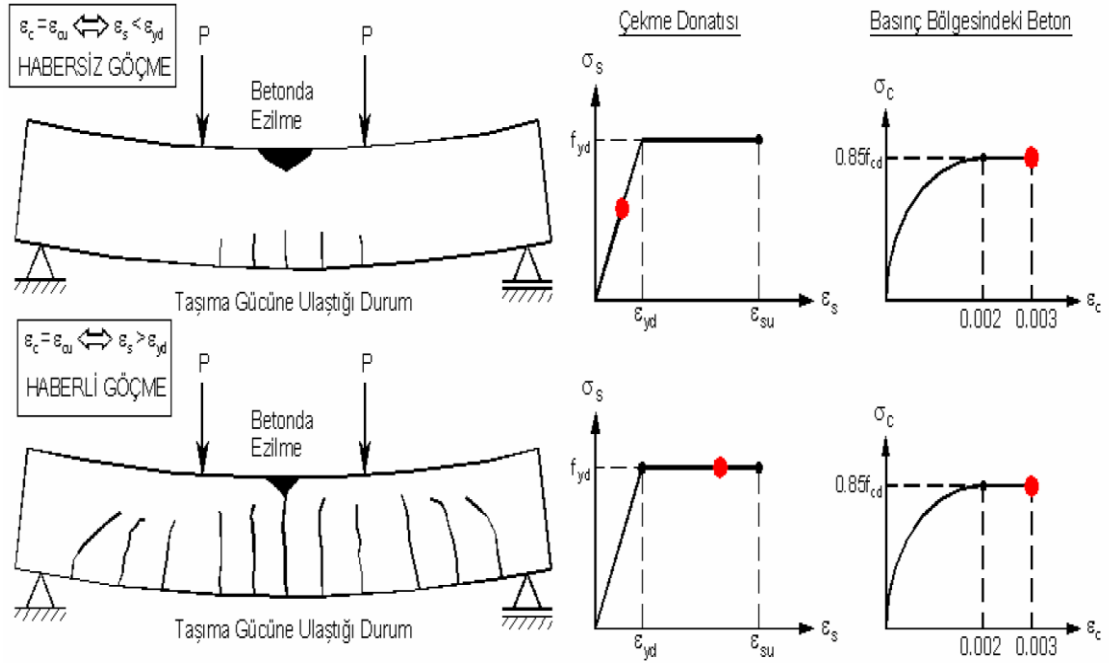 εc=εcu ⇔ εs<εyd
HABERSİZ GÖÇME
P
P
Betonda
Ezilme
Taşıma Gücüne Ulaştığı Durum
Çekme Donatısı
σs
fyd
εyd
εsu
εs
Basınç Bölgesindeki Beton
σc
0.85fcd
0.002
0.003
εc
εc=εcu ⇔ εs>εyd
HABERLİ GÖÇME
P
P
Betonda
Ezilme
Taşıma Gücüne Ulaştığı Durum
σs
fyd
εyd
εsu
εs
σc
0.85fcd
0.002
0.003
εc